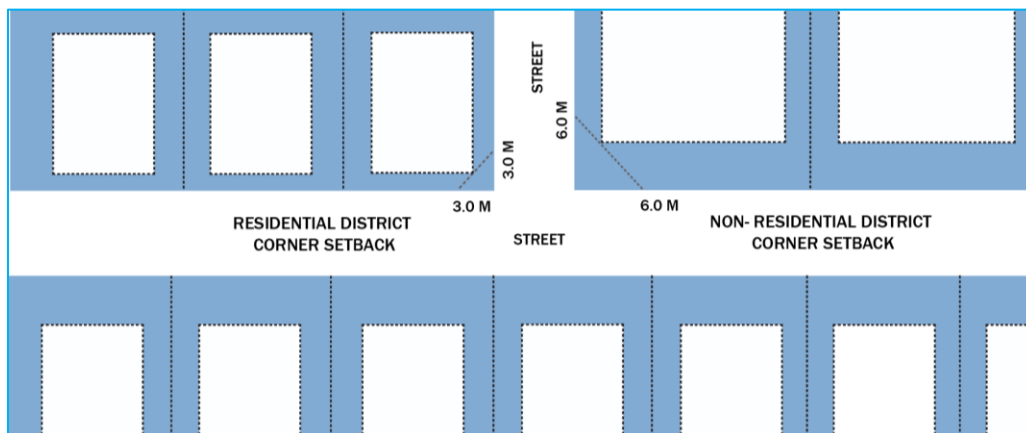 STREET
6.0 M
3.0 M
3.0 M
6.0 M
RESIDENTIAL DISTRICT
CORNER SETBACK
STREET
NON- RESIDENTIAL DISTRICT
CORNER SETBACK